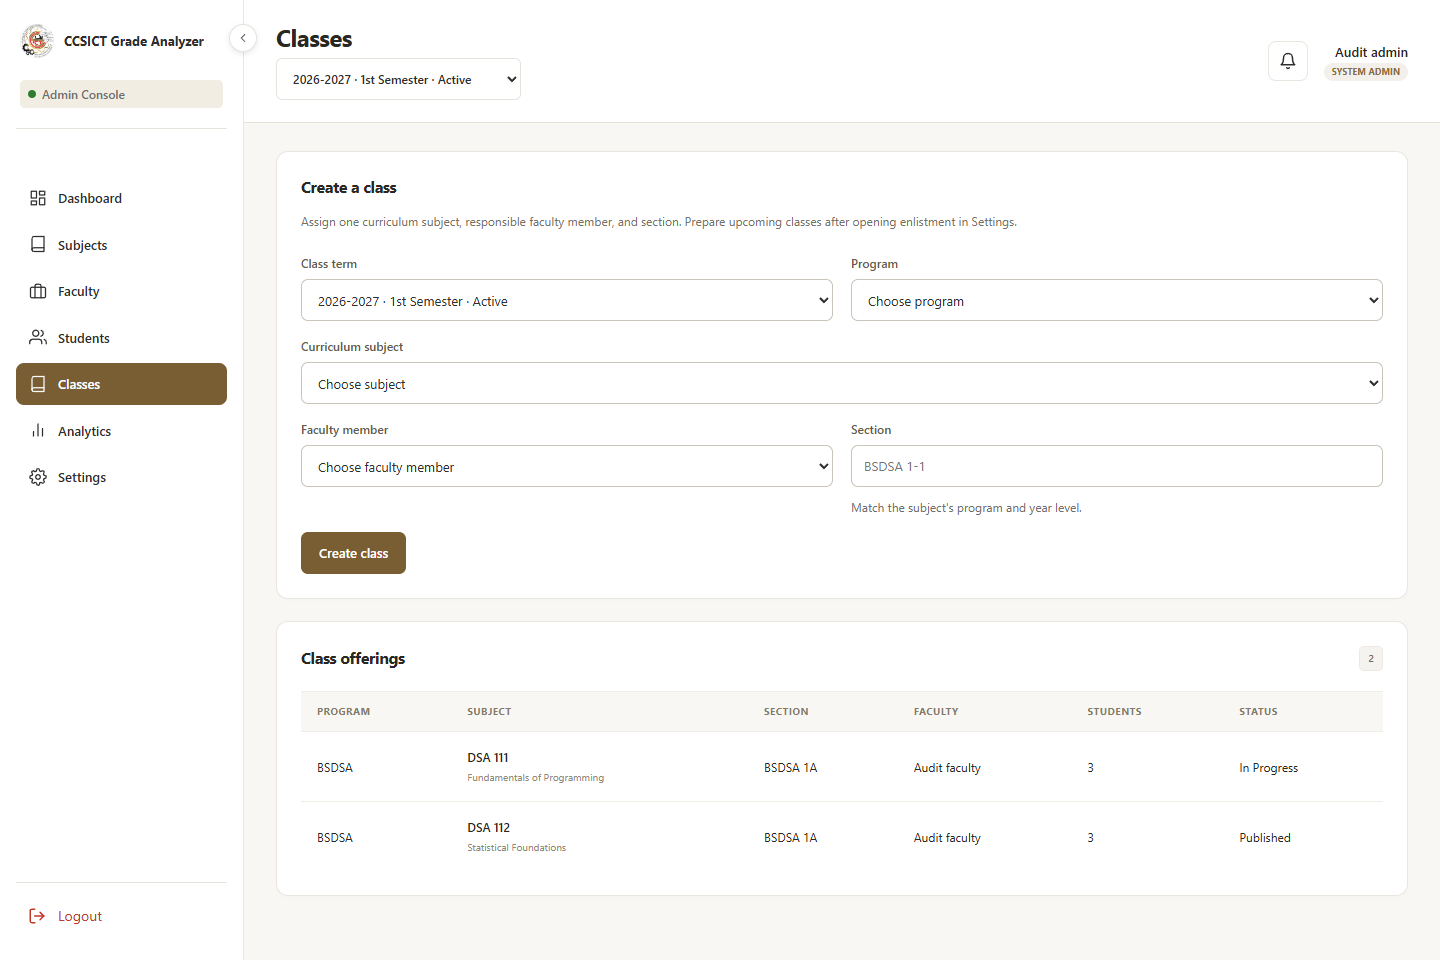 CCSICT Grade Analyzer
Admin Console
Dashboard
Subjects
Faculty
Students
Classes
Analytics
Settings
Logout
Classes
2026-2027 · 1st Semester · Active
Audit admin
SYSTEM ADMIN
Create a class
Assign one curriculum subject, responsible faculty member, and section. Prepare upcoming classes after opening enlistment in Settings.
Class term
Program
2026-2027 · 1st Semester · Active
Choose program
Curriculum subject
Choose subject
Faculty member
Section
Choose faculty member
BSDSA 1-1
Match the subject's program and year level.
Create class
Class offerings
2
PROGRAM SUBJECT SECTION FACULTY STUDENTS STATUS
BSDSA DSA 111 BSDSA 1A Audit faculty 3 In Progress
Fundamentals of Programming
BSDSA DSA 112 BSDSA 1A Audit faculty 3 Published
Statistical Foundations